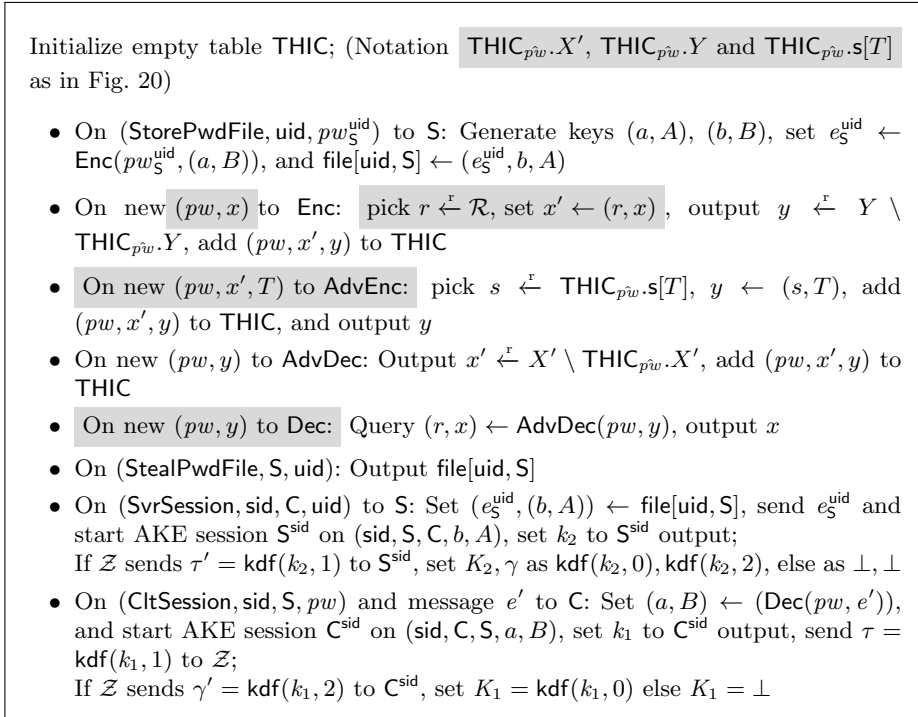 Initialize empty table THIC; (Notation THIC_{p̂w}.X′, THIC_{p̂w}.Y and THIC_{p̂w}.s[T]
as in Fig. 20)
• On (StorePwdFile, uid, pw_S^{uid}) to S: Generate keys (a, A), (b, B), set e_S^{uid} ←
Enc(pw_S^{uid}, (a, B)), and file[uid, S] ← (e_S^{uid}, b, A)
• On new (pw, x) to Enc: pick r ←^r R, set x′ ← (r, x), output y ←^r Y \
THIC_{p̂w}.Y, add (pw, x′, y) to THIC
• On new (pw, x′, T) to AdvEnc: pick s ←^r THIC_{p̂w}.s[T], y ← (s, T), add
(pw, x′, y) to THIC, and output y
• On new (pw, y) to AdvDec: Output x′ ←^r X′ \ THIC_{p̂w}.X′, add (pw, x′, y) to
THIC
• On new (pw, y) to Dec: Query (r, x) ← AdvDec(pw, y), output x
• On (StealPwdFile, S, uid): Output file[uid, S]
• On (SvrSession, sid, C, uid) to S: Set (e_S^{uid}, (b, A)) ← file[uid, S], send e_S^{uid} and
start AKE session S^{sid} on (sid, S, C, b, A), set k₂ to S^{sid} output;
If Z sends τ′ = kdf(k₂, 1) to S^{sid}, set K₂, γ as kdf(k₂, 0), kdf(k₂, 2), else as ⊥, ⊥
• On (CltSession, sid, S, pw) and message e′ to C: Set (a, B) ← (Dec(pw, e′)),
and start AKE session C^{sid} on (sid, C, S, a, B), set k₁ to C^{sid} output, send τ =
kdf(k₁, 1) to Z;
If Z sends γ′ = kdf(k₁, 2) to C^{sid}, set K₁ = kdf(k₁, 0) else K₁ = ⊥